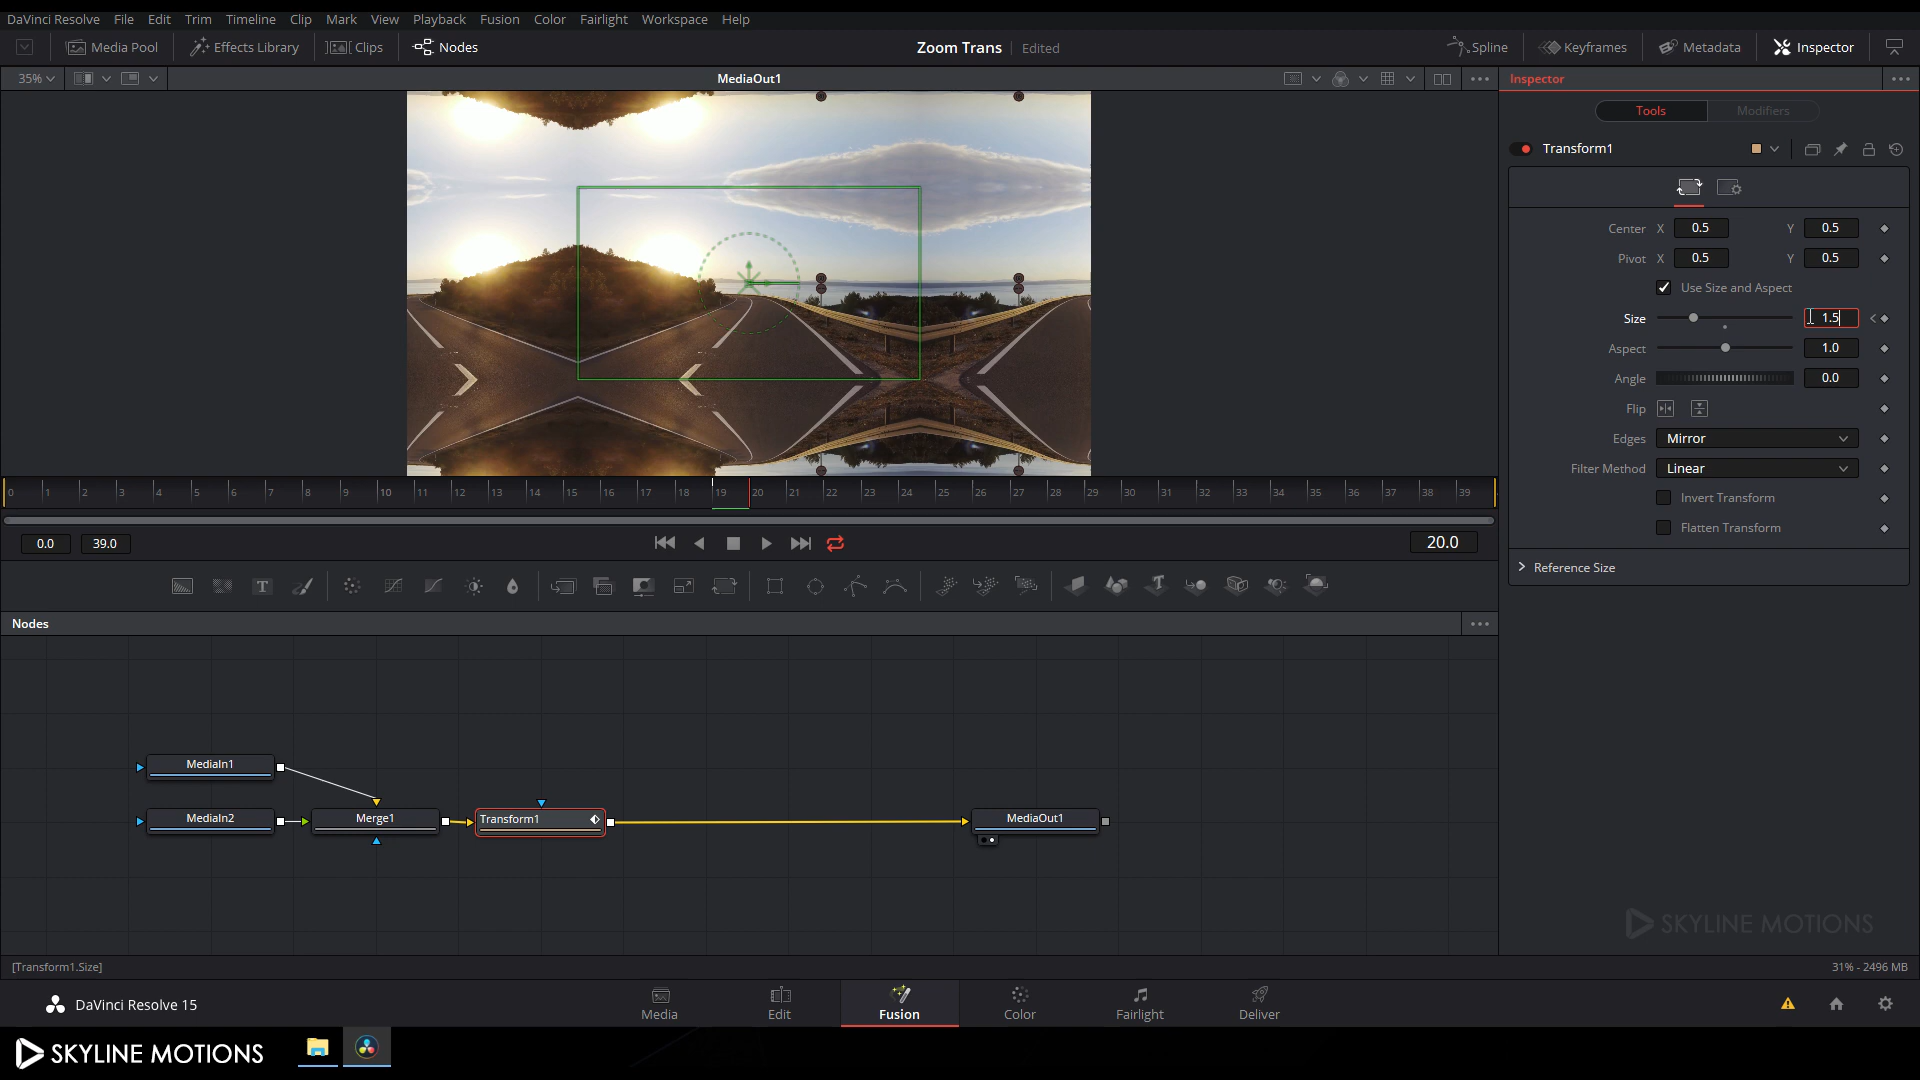 DaVinci Resolve File Edit Trim Timeline Clip Mark View Playback Fusion Color Fairlight Workspace Help
Media Pool Effects Library Clips Nodes Zoom Trans Edited Spline Keyframes Metadata Inspector
35% MediaOut1 Inspector
Tools Modifiers
Transform1
Center X 0.5 Y 0.5
Pivot X 0.5 Y 0.5
Use Size and Aspect
Size 1.5
Aspect 1.0
Angle 0.0
Flip
Edges Mirror
Filter Method Linear
Invert Transform
Flatten Transform
Reference Size
0 1 2 3 4 5 6 7 8 9 10 11 12 13 14 15 16 17 18 19 20 21 22 23 24 25 26 27 28 29 30 31 32 33 34 35 36 37 38 39
0.0 39.0 20.0
Nodes
MediaIn1
MediaIn2 Merge1 Transform1 MediaOut1
SKYLINE MOTIONS
[Transform1.Size] 31% - 2496 MB
DaVinci Resolve 15 Media Edit Fusion Color Fairlight Deliver
SKYLINE MOTIONS